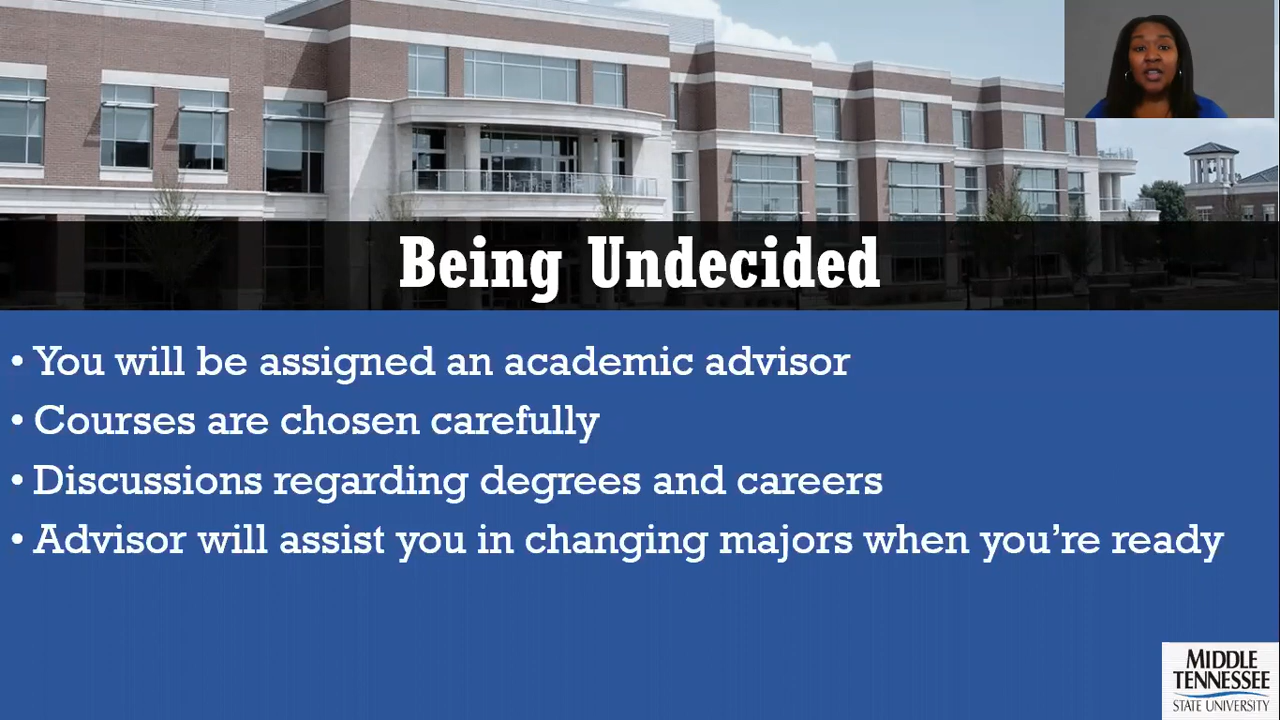 Being Undecided
• You will be assigned an academic advisor
• Courses are chosen carefully
• Discussions regarding degrees and careers
• Advisor will assist you in changing majors when you're ready
MIDDLE
TENNESSEE
STATE UNIVERSITY